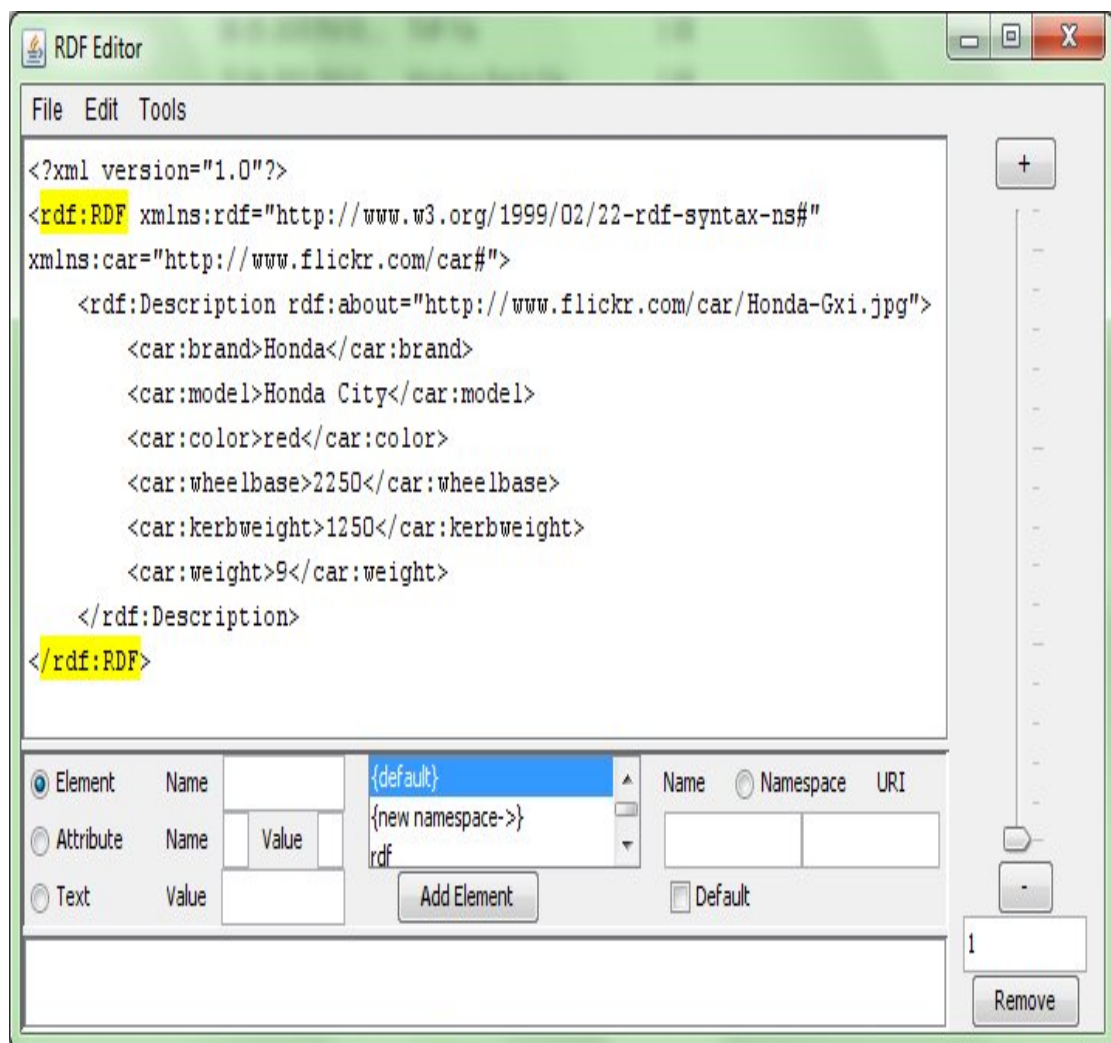 RDF Editor
File Edit Tools
<?xml version="1.0"?>
<rdf:RDF xmlns:rdf="http://www.w3.org/1999/02/22-rdf-syntax-ns#"
xmlns:car="http://www.flickr.com/car#">
<rdf:Description rdf:about="http://www.flickr.com/car/Honda-Gxi.jpg">
<car:brand>Honda</car:brand>
<car:model>Honda City</car:model>
<car:color>red</car:color>
<car:wheelbase>2250</car:wheelbase>
<car:kerbweight>1250</car:kerbweight>
<car:weight>9</car:weight>
</rdf:Description>
</rdf:RDF>
+
Element Name {default} Name Namespace URI
{new namespace->}
Attribute Name Value rdf
Text Value Add Element Default
-
1
Remove